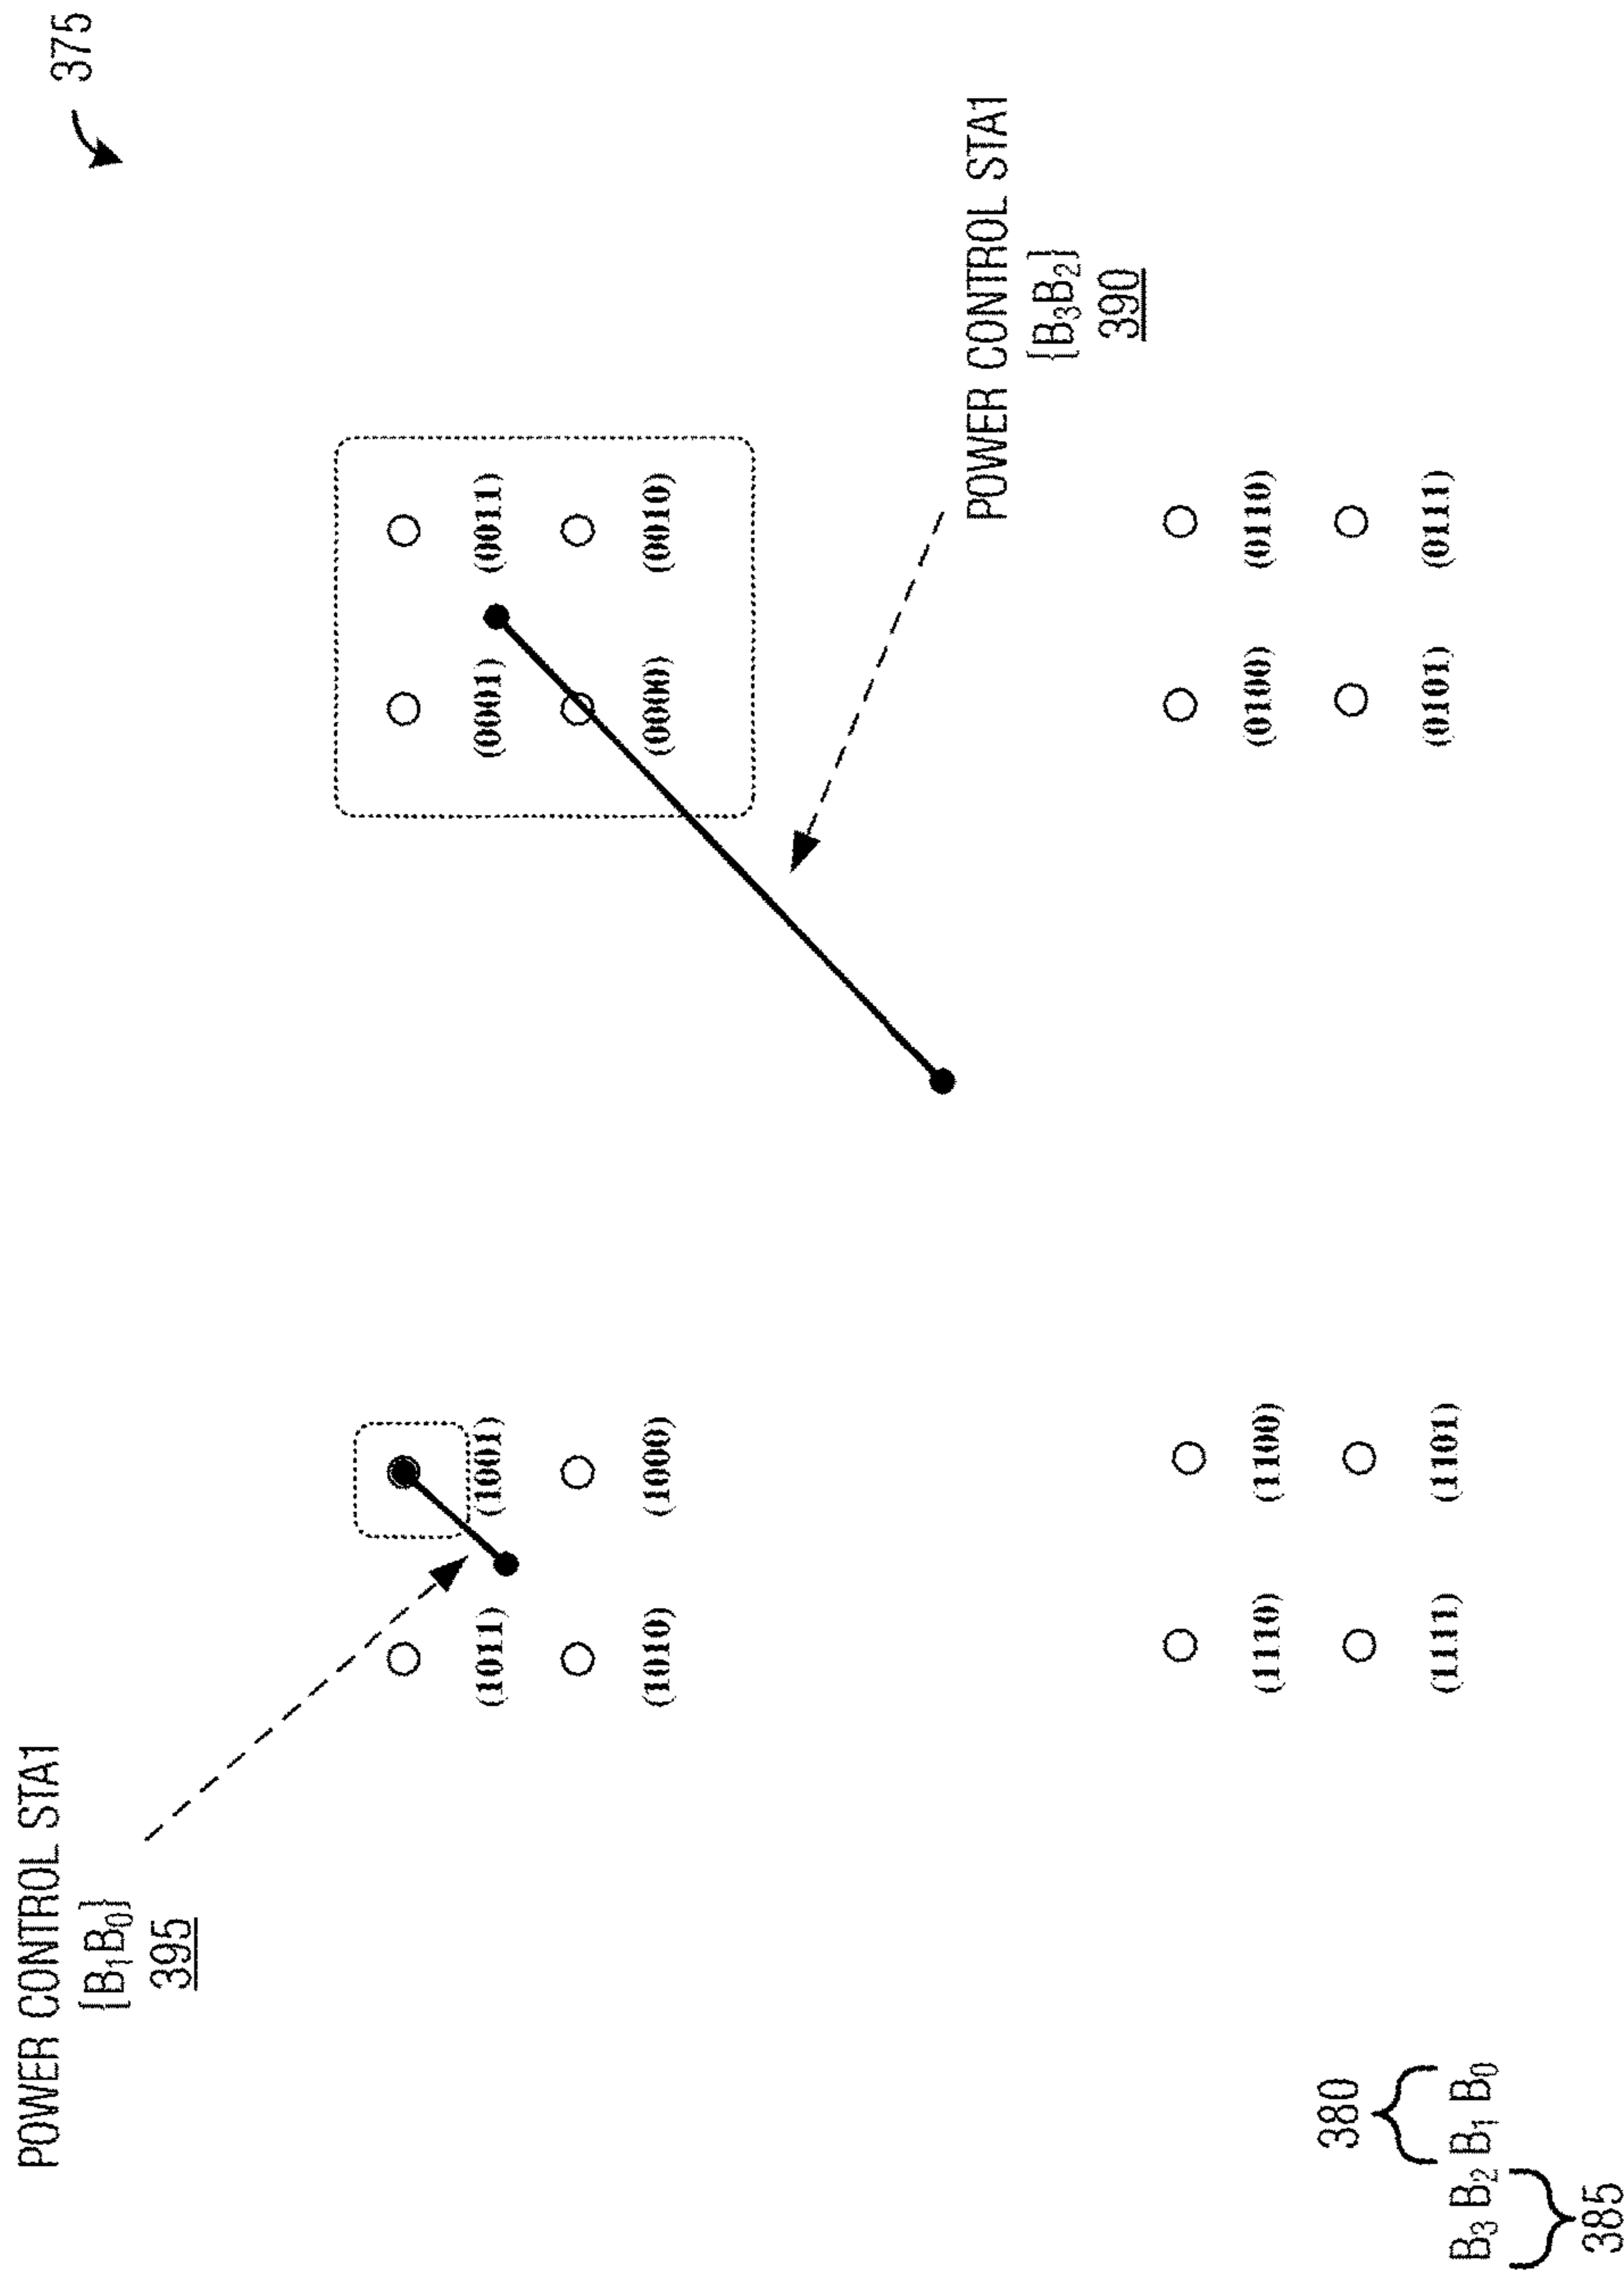 375
POWER CONTROL STA1
{B₁B₀}
395
(1011) (1001) (0001) (0011)
(1010) (1000) (0000) (0010)
POWER CONTROL STA1
{B₃B₂}
390
(1110) (1100) (0100) (0110)
(1111) (1101) (0101) (0111)
380
B₃ B₂ B₁ B₀
385